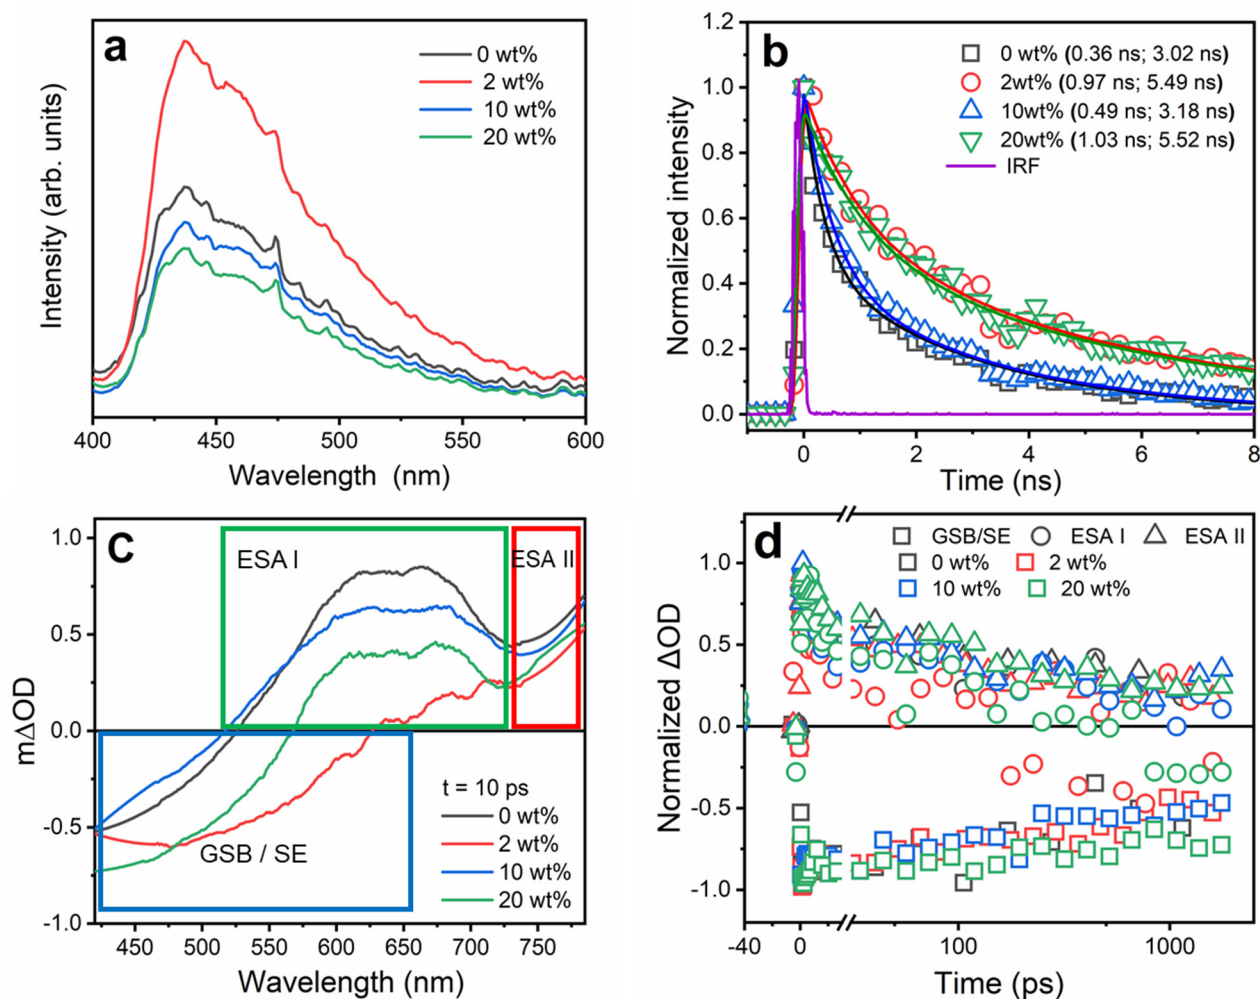 a
0 wt%
2 wt%
10 wt%
20 wt%
Intensity (arb. units)
400 450 500 550 600
Wavelength (nm)
b
0 wt% (0.36 ns; 3.02 ns)
2wt% (0.97 ns; 5.49 ns)
10wt% (0.49 ns; 3.18 ns)
20wt% (1.03 ns; 5.52 ns)
IRF
1.2
1.0
0.8
0.6
0.4
0.2
0.0
Normalized intensity
0 2 4 6 8
Time (ns)
c
ESA I
ESA II
GSB / SE
t = 10 ps
0 wt%
2 wt%
10 wt%
20 wt%
1.0
0.5
0.0
-0.5
-1.0
mΔOD
450 500 550 600 650 700 750
Wavelength (nm)
d
GSB/SE ESA I ESA II
0 wt% 2 wt%
10 wt% 20 wt%
1.0
0.5
0.0
-0.5
-1.0
Normalized ΔOD
-40 0 100 1000
Time (ps)